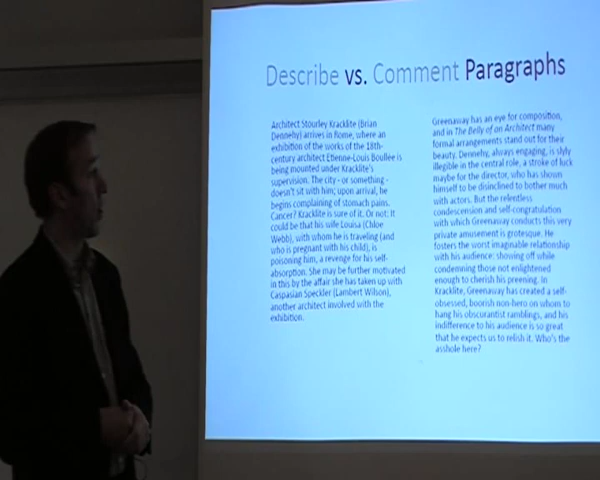 Describe vs. Comment Paragraphs
Architect Stourley Kracklite (Brian
Dennehy) arrives in Rome, where an
exhibition of the works of the 18th-
century architect Etienne-Louis Boullée is
being mounted under Kracklite's
supervision. The city - or something -
doesn't sit with him; upon arrival, he
begins complaining of stomach pains.
Cancer? Kracklite is sure of it. Or not: It
could be that his wife Louisa (Chloe
Webb), with whom he is traveling (and
who is pregnant with his child), is
poisoning him, a revenge for his self-
absorption. She may be further motivated
in this by the affair she has taken up with
Caspasian Speckler (Lambert Wilson),
another architect involved with the
exhibition.
Greenaway has an eye for composition,
and in The Belly of an Architect many
formal arrangements stand out for their
beauty. Dennehy, always engaging, is slyly
illegible in the central role, a stroke of luck
maybe for the director, who has shown
himself to be disinclined to bother much
with actors. But the relentless
condescension and self-congratulation
with which Greenaway conducts this very
private amusement is grotesque. He
fosters the worst imaginable relationship
with his audience: showing off while
condemning those not enlightened
enough to cherish his preening. In
Kracklite, Greenaway has created a self-
obsessed, boorish non-hero on whom to
hang his obscurantist ramblings, and his
indifference to his audience is so great
that he expects us to relish it. Who's the
asshole here?